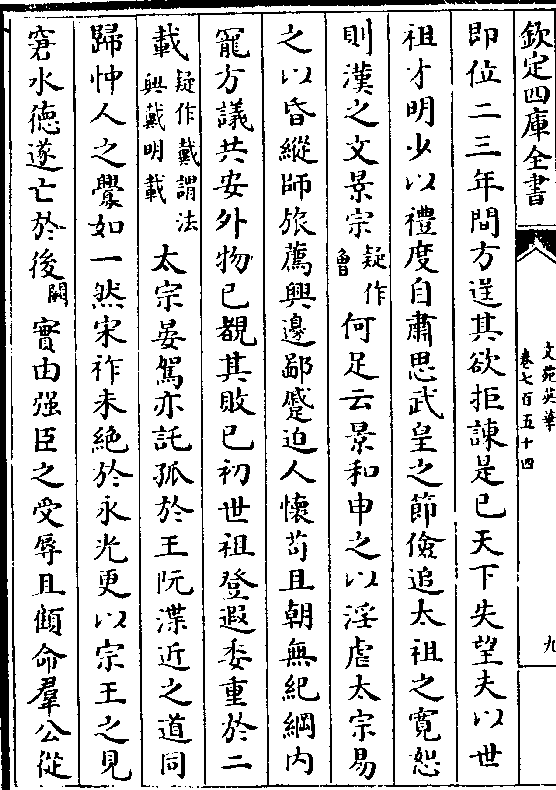 欽定四庫全書
文苑英華
卷七百五十四
九
即位二三年間方逞其欲拒諫是已天下失望夫以世
祖才明少以禮度自肅思武皇之節儉追太祖之寛恕
則漢之文景宗疑作曾何足云景和申之以淫虐太宗易
之以昏縱師旅薦興邊鄙蹙迫人懷苟且朝無紀綱内
寵方議其安外物已覩其敗已初世祖登遐委重於二
載疑作戴謂法興戴明載太宗晏駕亦託孤於王阮渫近之道同
歸忡人之釁如一然宋祚未絶於永光更以宗王之見
窘水徳遂亡於後闕實由强臣之受辱且顧命羣公從